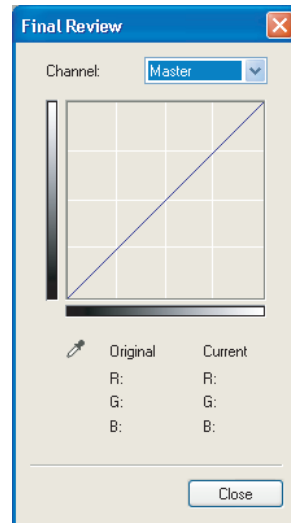 Final Review
Channel: Master
Original Current
R: R:
G: G:
B: B:
Close